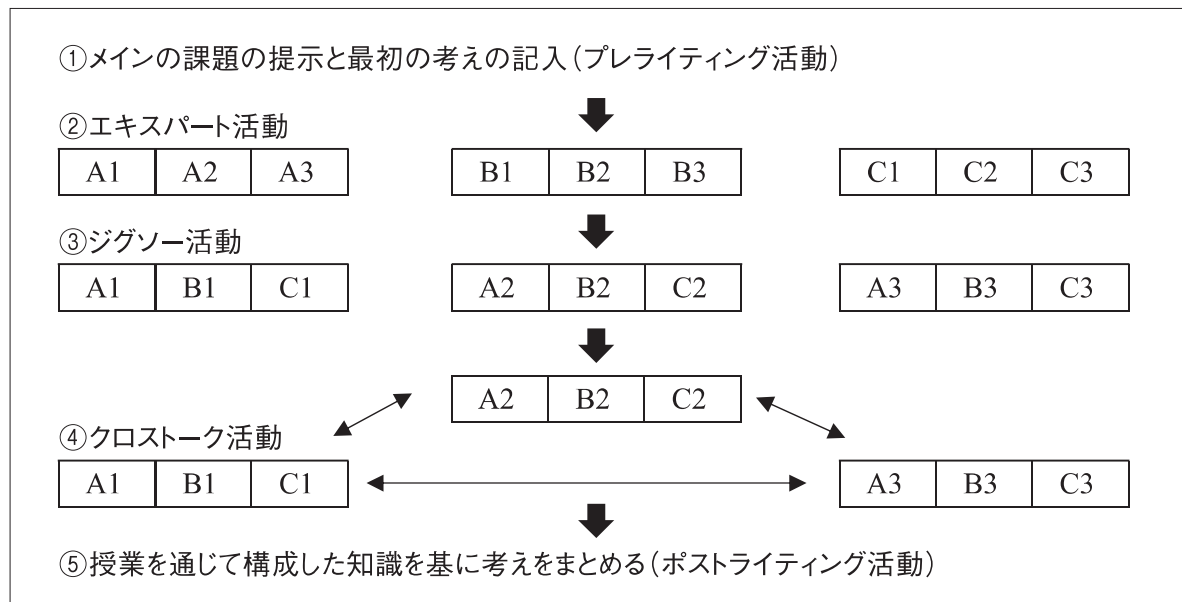 ①メインの課題の提示と最初の考えの記入(プレライティング活動)
②エキスパート活動
A1 A2 A3 B1 B2 B3 C1 C2 C3
③ジグソー活動
A1 B1 C1 A2 B2 C2 A3 B3 C3
A2 B2 C2
④クロストーク活動
A1 B1 C1 A3 B3 C3
⑤授業を通じて構成した知識を基に考えをまとめる(ポストライティング活動)